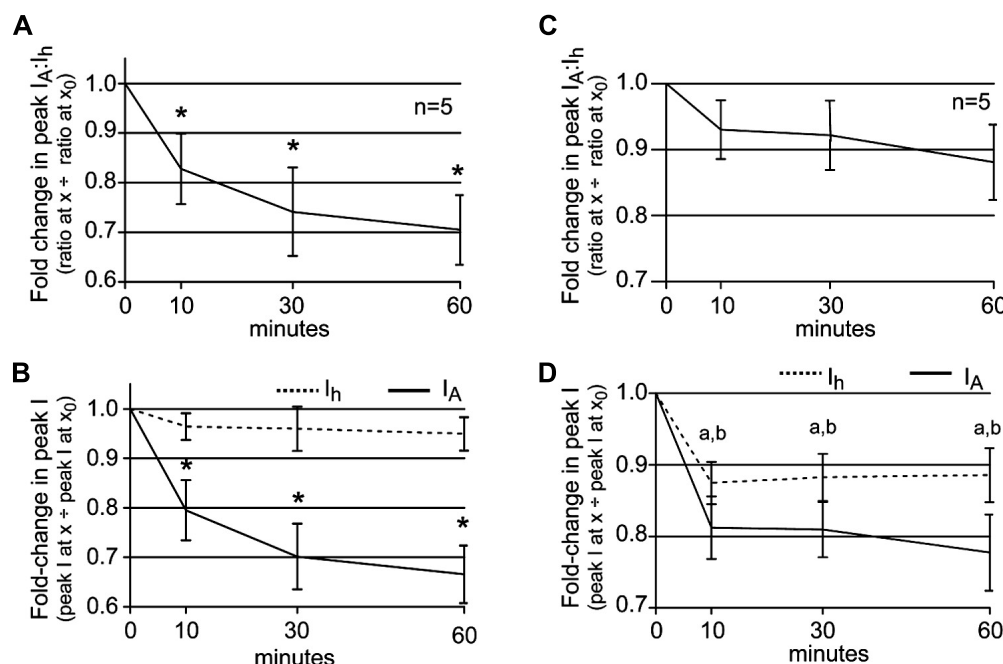 A
Fold change in peak IA:Ih
(ratio at x ÷ ratio at x0)
1.0
0.9
0.8
0.7
0.6
n=5
*
*
*
0 10 30 60
minutes
C
Fold change in peak IA:Ih
(ratio at x ÷ ratio at x0)
1.0
0.9
0.8
0.7
n=5
0 10 30 60
minutes
B
Fold-change in peak I
(peak I at x ÷ peak I at x0)
Ih IA
1.0
0.9
0.8
0.7
0.6
*
*
*
0 10 30 60
minutes
D
Fold-change in peak I
(peak I at x ÷ peak I at x0)
Ih IA
1.0
0.9
0.8
0.7
a,b a,b a,b
0 10 30 60
minutes